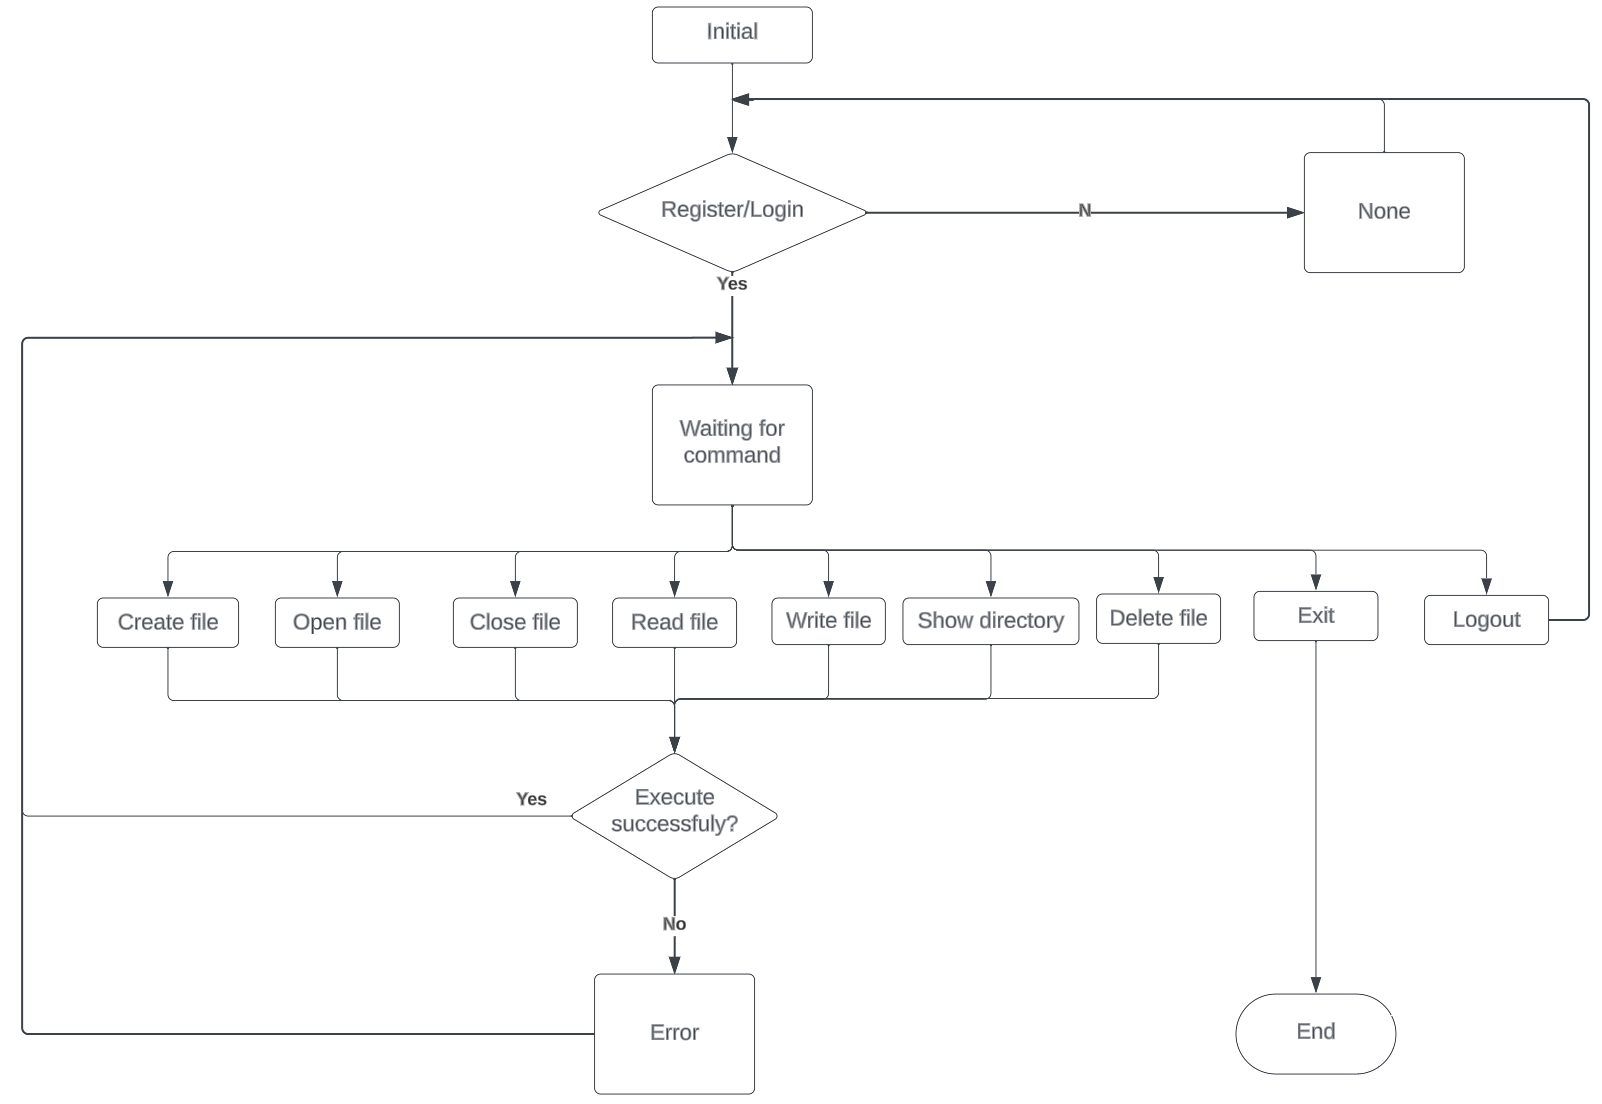 Initial
Register/Login
N
None
Yes
Waiting for
command
Create file
Open file
Close file
Read file
Write file
Show directory
Delete file
Exit
Logout
Yes
Execute
successfuly?
No
Error
End